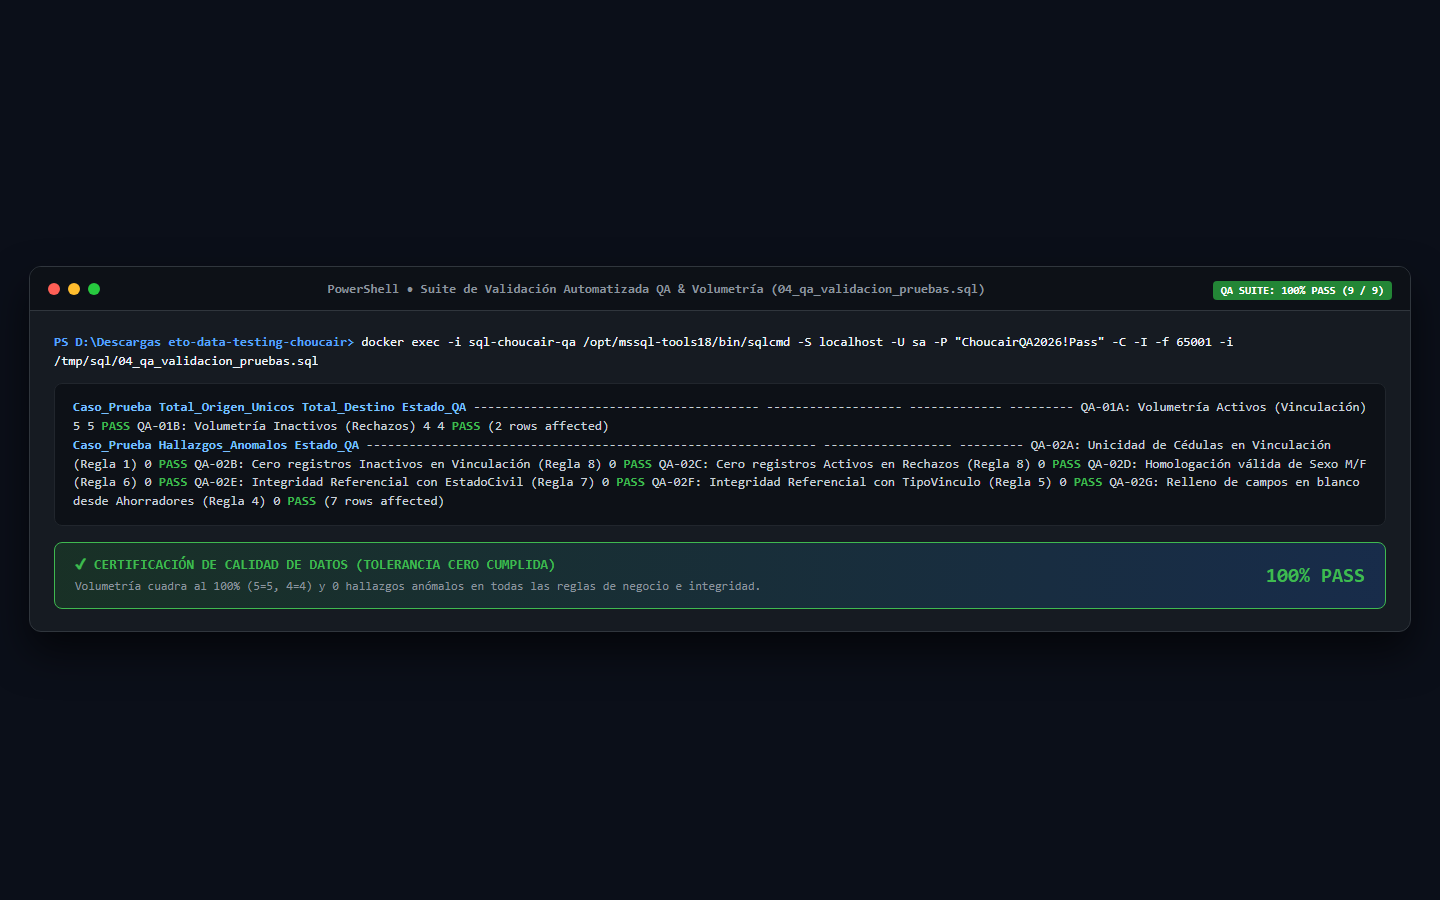 PowerShell • Suite de Validación Automatizada QA & Volumetría (04_qa_validacion_pruebas.sql)
QA SUITE: 100% PASS (9 / 9)
PS D:\Descargas eto-data-testing-choucair> docker exec -i sql-choucair-qa /opt/mssql-tools18/bin/sqlcmd -S localhost -U sa -P "ChoucairQA2026!Pass" -C -I -f 65001 -i
/tmp/sql/04_qa_validacion_pruebas.sql
Caso_Prueba Total_Origen_Unicos Total_Destino Estado_QA ---------------------------------------- ------------------- ------------- --------- QA-01A: Volumetría Activos (Vinculación)
5 5 PASS QA-01B: Volumetría Inactivos (Rechazos) 4 4 PASS (2 rows affected)
Caso_Prueba Hallazgos_Anomalos Estado_QA --------------------------------------------------------------- ------------------ --------- QA-02A: Unicidad de Cédulas en Vinculación
(Regla 1) 0 PASS QA-02B: Cero registros Inactivos en Vinculación (Regla 8) 0 PASS QA-02C: Cero registros Activos en Rechazos (Regla 8) 0 PASS QA-02D: Homologación válida de Sexo M/F
(Regla 6) 0 PASS QA-02E: Integridad Referencial con EstadoCivil (Regla 7) 0 PASS QA-02F: Integridad Referencial con TipoVinculo (Regla 5) 0 PASS QA-02G: Relleno de campos en blanco
desde Ahorradores (Regla 4) 0 PASS (7 rows affected)
✔ CERTIFICACIÓN DE CALIDAD DE DATOS (TOLERANCIA CERO CUMPLIDA)
Volumetría cuadra al 100% (5=5, 4=4) y 0 hallazgos anómalos en todas las reglas de negocio e integridad.
100% PASS